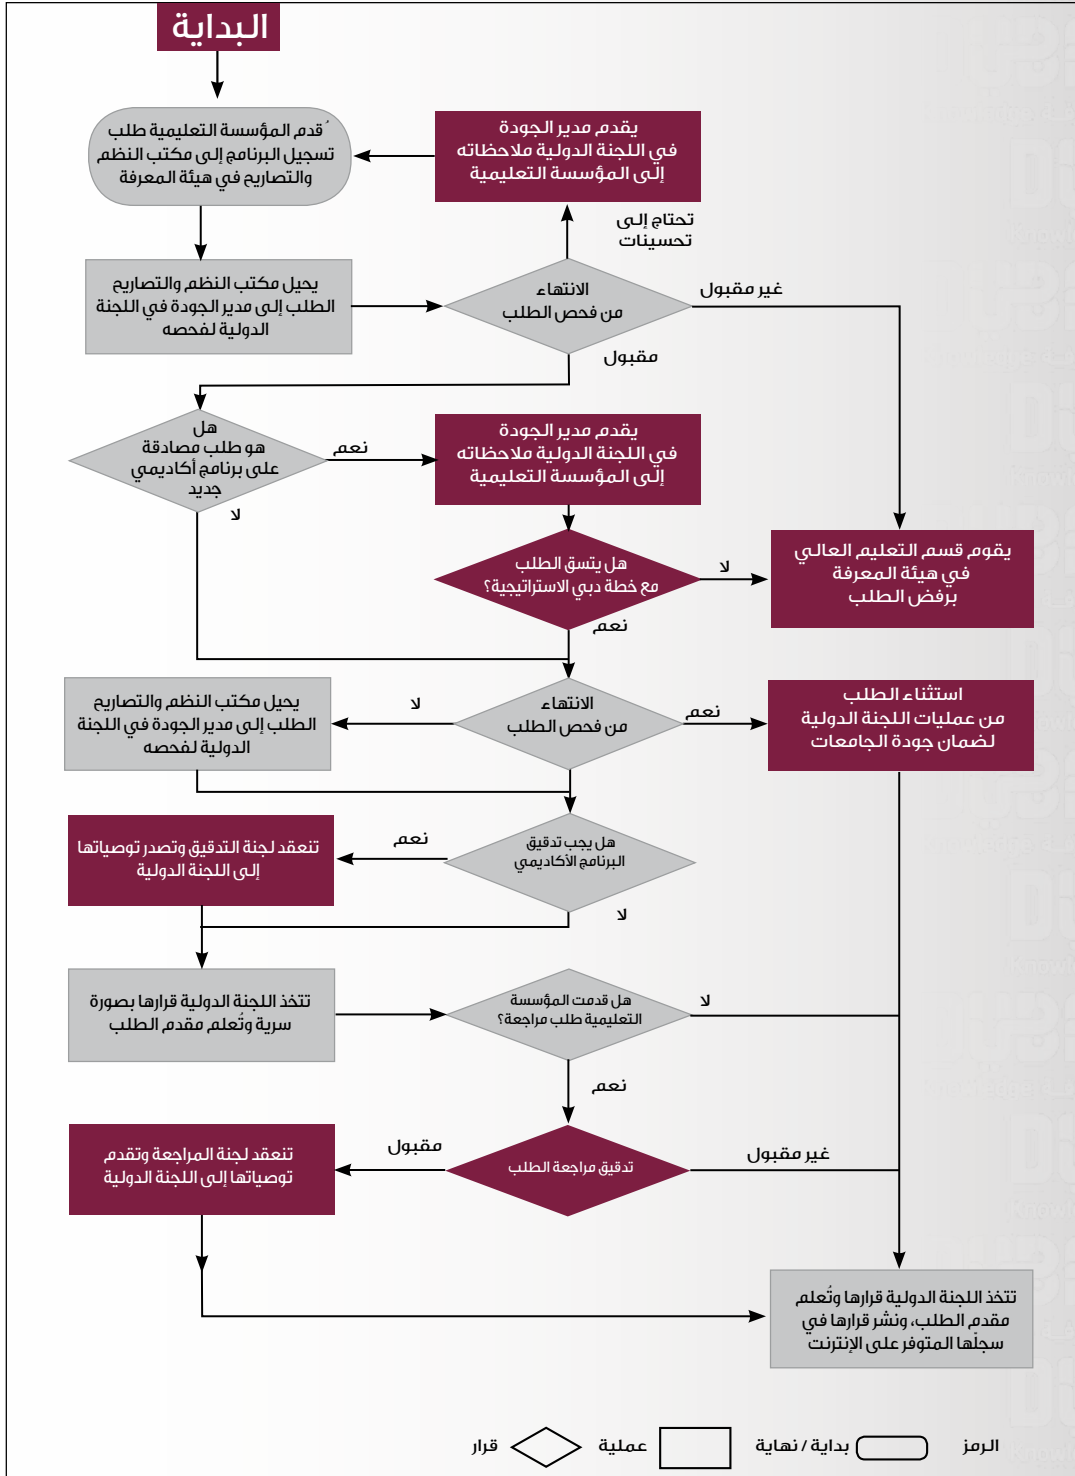 البداية
ُقدم المؤسسة التعليمية طلب
تسجيل البرنامج إلى مكتب النظم
والتصاريح في هيئة المعرفة
يقدم مدير الجودة
في اللجنة الدولية ملاحظاته
إلى المؤسسة التعليمية
تحتاج إلى
تحسينات
يحيل مكتب النظم والتصاريح
الطلب إلى مدير الجودة في اللجنة
الدولية لفحصه
الانتهاء
من فحص الطلب
غير مقبول
مقبول
هل
هو طلب مصادقة
على برنامج أكاديمي
جديد
نعم
لا
يقدم مدير الجودة
في اللجنة الدولية ملاحظاته
إلى المؤسسة التعليمية
هل يتسق الطلب
مع خطة دبي الاستراتيجية؟
لا
نعم
يقوم قسم التعليم العالي
في هيئة المعرفة
برفض الطلب
الانتهاء
من فحص الطلب
لا
نعم
يحيل مكتب النظم والتصاريح
الطلب إلى مدير الجودة في اللجنة
الدولية لفحصه
استثناء الطلب
من عمليات اللجنة الدولية
لضمان جودة الجامعات
هل يجب تدقيق
البرنامج الأكاديمي
نعم
لا
تنعقد لجنة التدقيق وتصدر توصياتها
إلى اللجنة الدولية
تتخذ اللجنة الدولية قرارها بصورة
سرية وتُعلم مقدم الطلب
هل قدمت المؤسسة
التعليمية طلب مراجعة؟
لا
نعم
تدقيق مراجعة الطلب
مقبول
غير مقبول
تنعقد لجنة المراجعة وتقدم
توصياتها إلى اللجنة الدولية
تتخذ اللجنة الدولية قرارها وتُعلم
مقدم الطلب، ونشر قرارها في
سجلّها المتوفر على الإنترنت
الرمز
بداية / نهاية
عملية
قرار